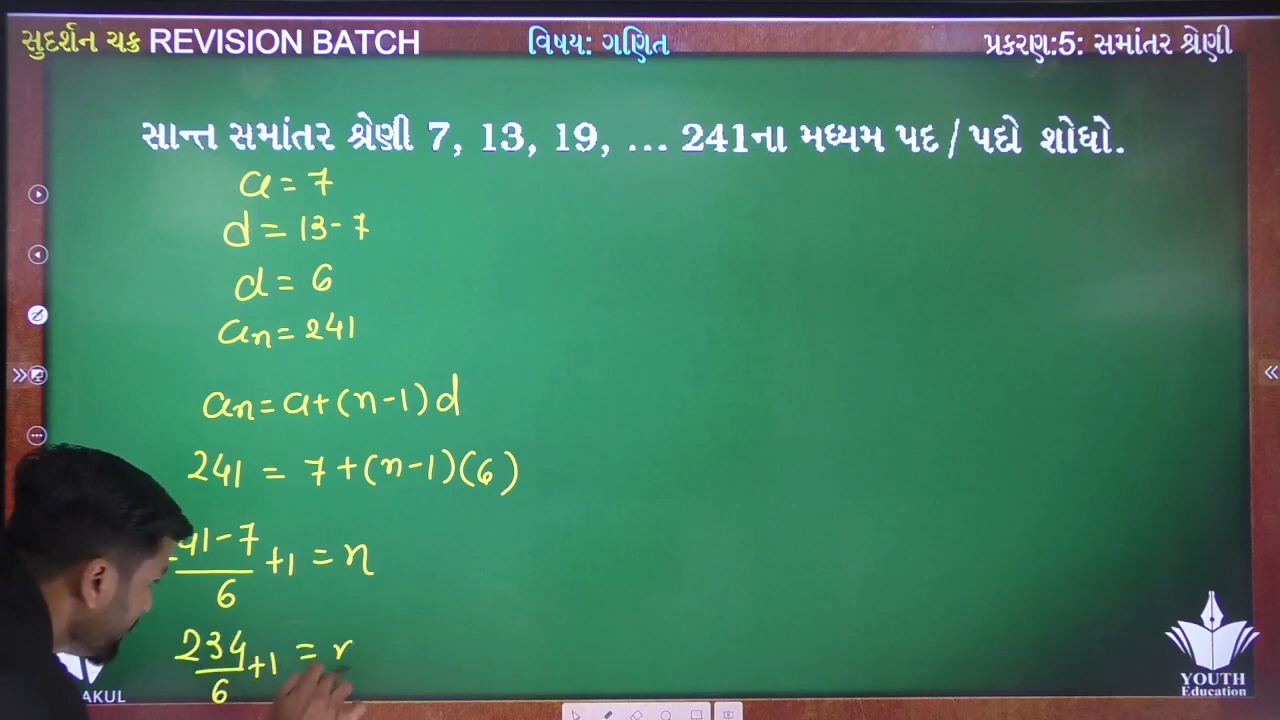 સુદર્શન ચક્ર REVISION BATCH વિષય: ગણિત પ્રકરણ:5: સમાંતર શ્રેણી
સાન્ત સમાંતર શ્રેણી 7, 13, 19, ... 241ના મધ્યમ પદ / પદો શોધો.
a = 7
d = 13 - 7
d = 6
an = 241
an = a + (n - 1) d
241 = 7 + (n - 1)(6)
41 - 7 / 6 + 1 = n
234 / 6 + 1 =
YOUTH
Education
AKUL